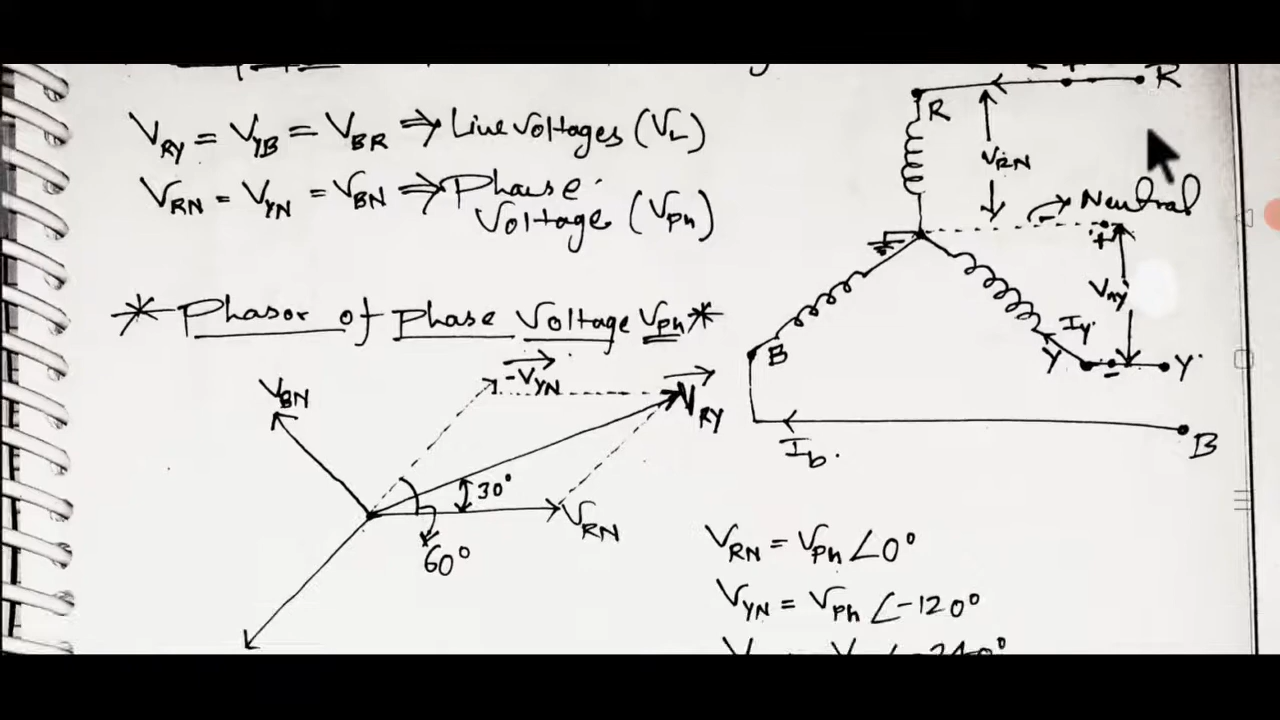 V_RY = V_YB = V_BR ⇒ Line Voltages (V_L)
V_RN = V_YN = V_BN ⇒ Phase
Voltage (V_ph)
* Phasor of phase Voltage V_ph *
V_BN
-V_YN
V_RY
30°
V_RN
60°
R
R
V_RN
Neutral
+
I_y
Y
-
Y
B
I_b
B
V_RN = V_ph ∠0°
V_YN = V_ph ∠-120°